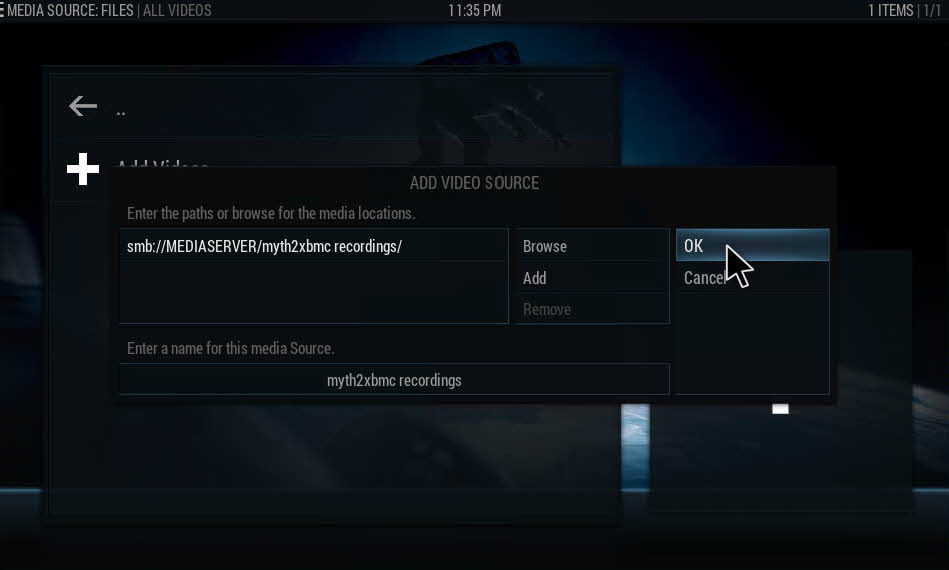 MEDIA SOURCE: FILES | ALL VIDEOS
11:35 PM
1 ITEMS | 1/1
..
Add Videos
ADD VIDEO SOURCE
Enter the paths or browse for the media locations.
smb://MEDIASERVER/myth2xbmc recordings/
Browse
OK
Add
Cancel
Remove
Enter a name for this media Source.
myth2xbmc recordings